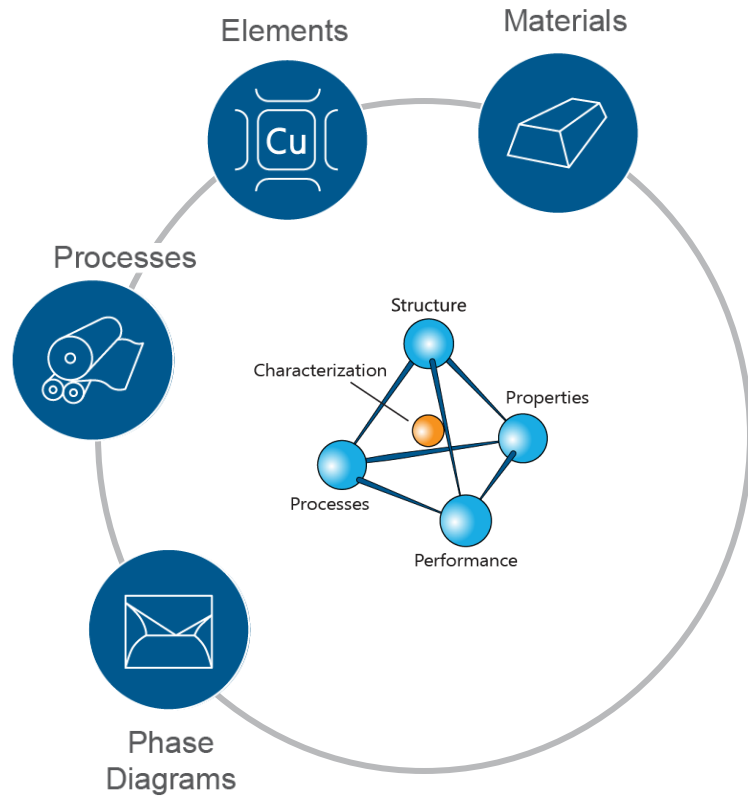 Materials
Elements
Cu
Processes
Structure
Characterization
Properties
Processes
Performance
Phase
Diagrams